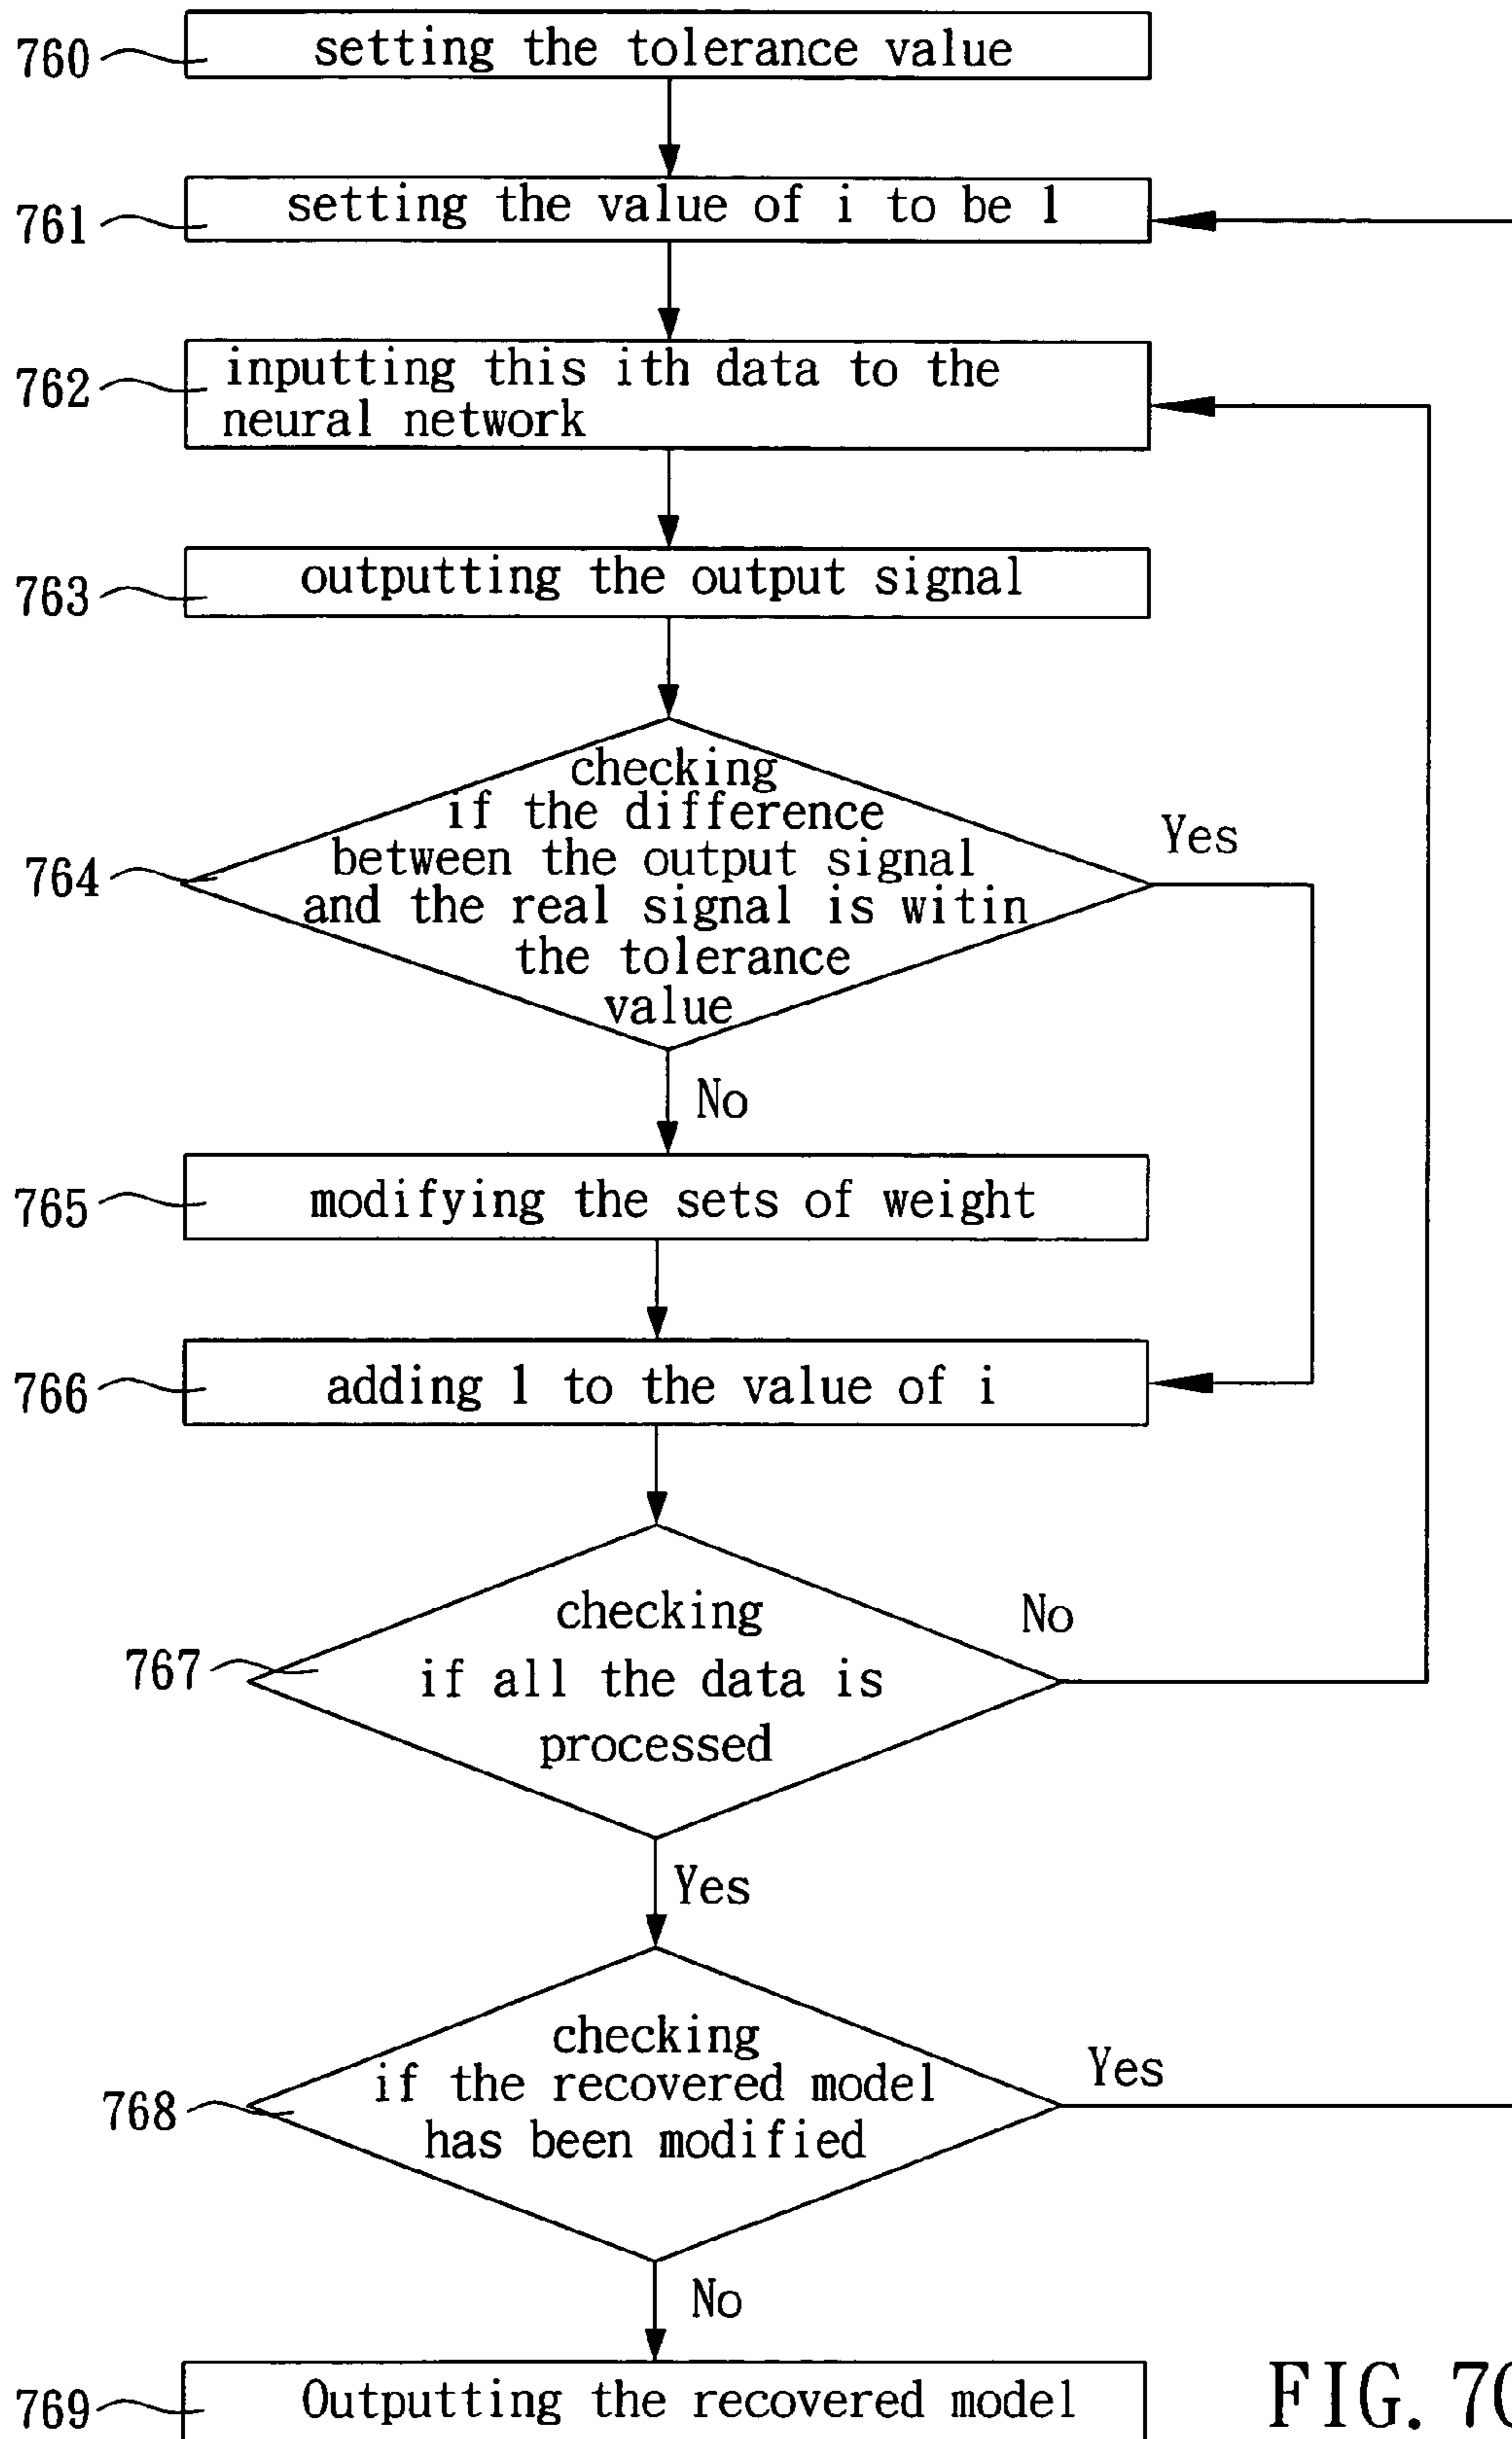 760
setting the tolerance value
761
setting the value of i to be 1
762
inputting this ith data to the
neural network
763
outputting the output signal
764
checking
if the difference
between the output signal
and the real signal is witin
the tolerance
value
Yes
No
765
modifying the sets of weight
766
adding 1 to the value of i
767
checking
if all the data is
processed
No
Yes
768
checking
if the recovered model
has been modified
Yes
No
769
Outputting the recovered model
FIG. 7